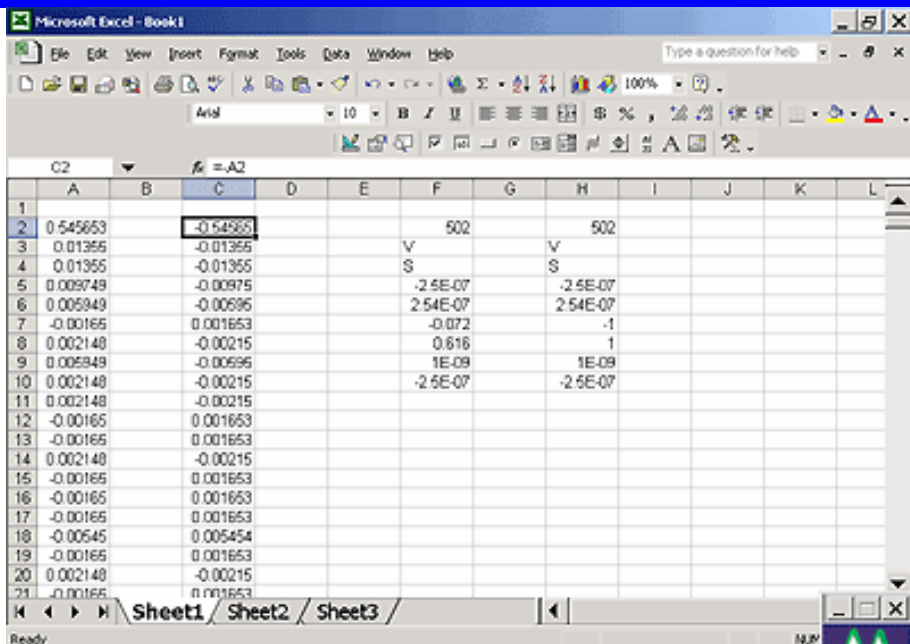 Microsoft Excel - Book1
File Edit View Insert Format Tools Data Window Help Type a question for help
100%
Arial 10 B I U $ % ,
C2 fx =-A2
A B C D E F G H I J K L
1
2 0.545653 -0.54565 502 502
3 0.01355 -0.01355 V V
4 0.01355 -0.01355 S S
5 0.009749 -0.00975 -2.5E-07 -2.5E-07
6 0.005949 -0.00595 2.54E-07 2.54E-07
7 -0.00165 0.001653 -0.072 -1
8 0.002148 -0.00215 0.616 1
9 0.005949 -0.00595 1E-09 1E-09
10 0.002148 -0.00215 -2.5E-07 -2.5E-07
11 0.002148 -0.00215
12 -0.00165 0.001653
13 -0.00165 0.001653
14 0.002148 -0.00215
15 -0.00165 0.001653
16 -0.00165 0.001653
17 -0.00165 0.001653
18 -0.00545 0.005454
19 -0.00165 0.001653
20 0.002148 -0.00215
21 -0.00165 0.001653
Sheet1 Sheet2 Sheet3
Ready NUM